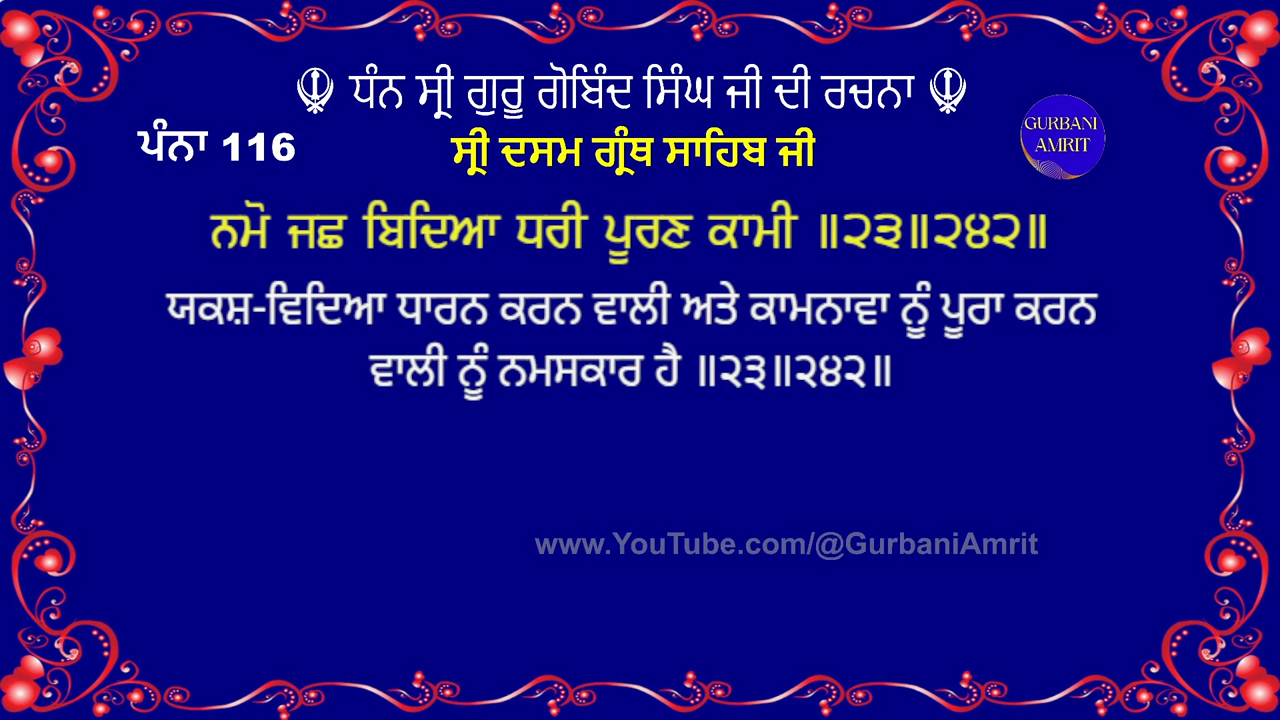 ☬ ਧੰਨ ਸ੍ਰੀ ਗੁਰੂ ਗੋਬਿੰਦ ਸਿੰਘ ਜੀ ਦੀ ਰਚਨਾ ☬
ਪੰਨਾ 116
ਸ੍ਰੀ ਦਸਮ ਗ੍ਰੰਥ ਸਾਹਿਬ ਜੀ
GURBANI
AMRIT
ਨਮੋ ਜਛ ਬਿਦਿਆ ਧਰੀ ਪੂਰਣ ਕਾਮੀ ॥੨੩॥੨੪੨॥
ਯਕਸ਼-ਵਿਦਿਆ ਧਾਰਨ ਕਰਨ ਵਾਲੀ ਅਤੇ ਕਾਮਨਾਵਾ ਨੂੰ ਪੂਰਾ ਕਰਨ
ਵਾਲੀ ਨੂੰ ਨਮਸਕਾਰ ਹੈ ॥੨੩॥੨੪੨॥
www.YouTube.com/@GurbaniAmrit